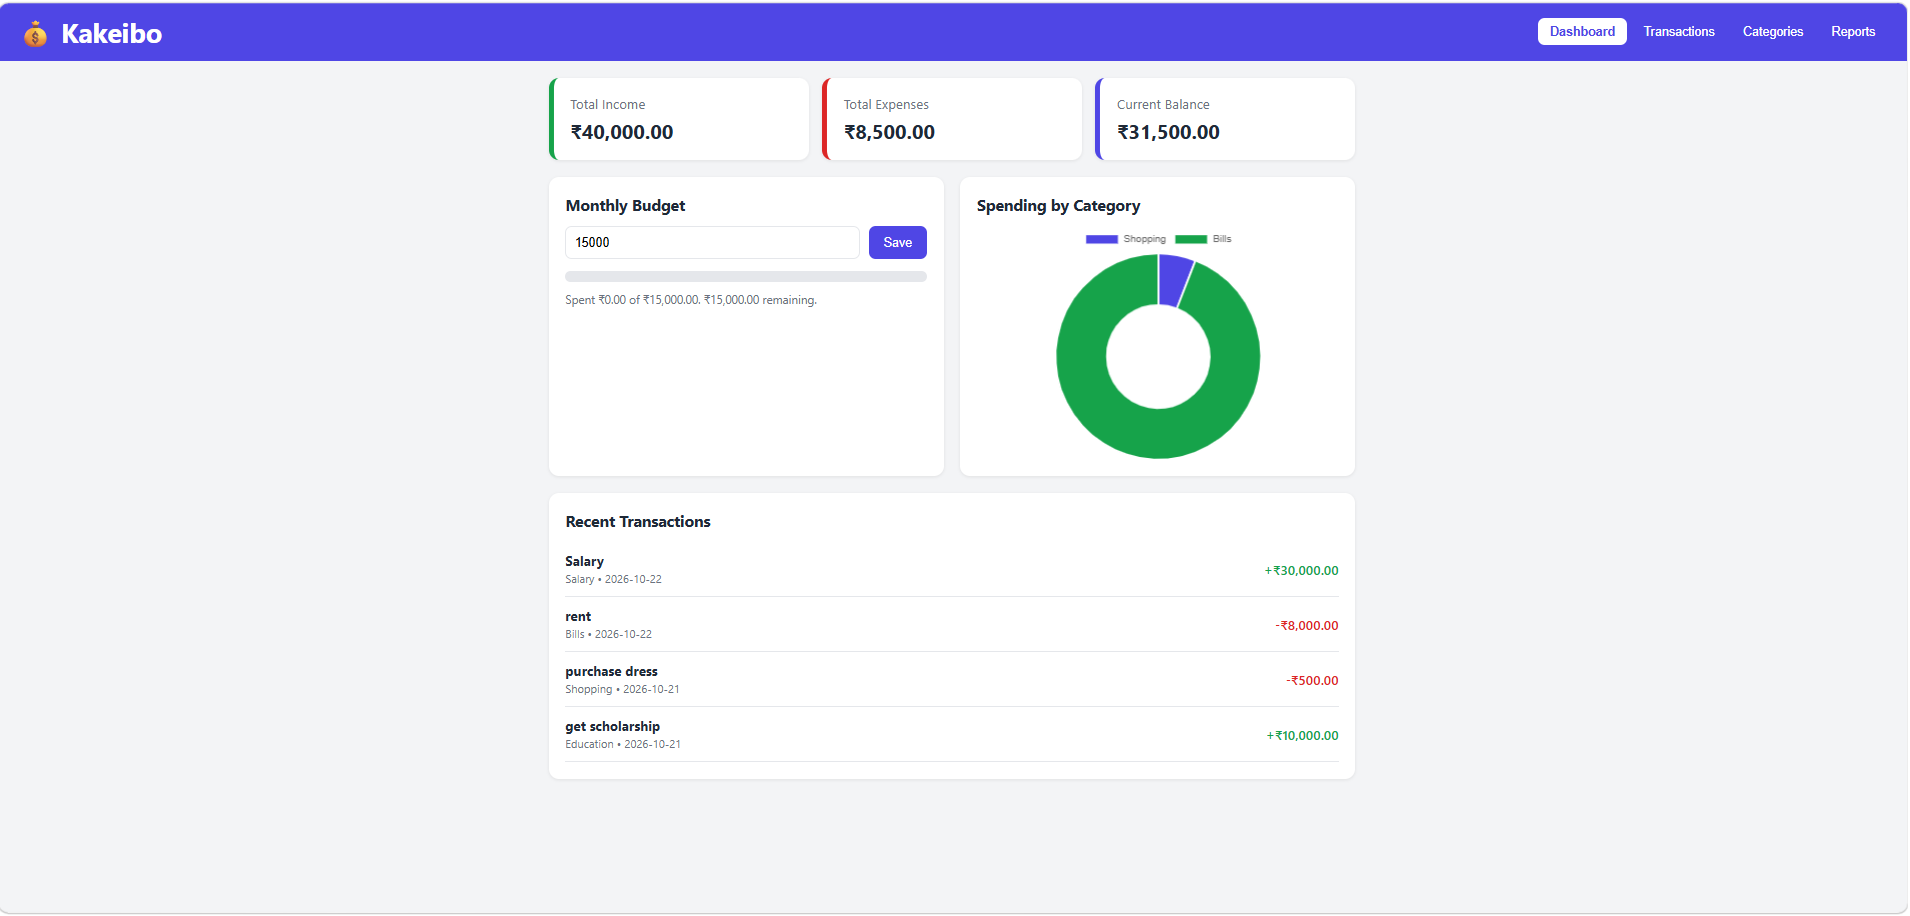 Kakeibo
Dashboard Transactions Categories Reports
Total Income
₹40,000.00
Total Expenses
₹8,500.00
Current Balance
₹31,500.00
Monthly Budget
15000 Save
Spent ₹0.00 of ₹15,000.00. ₹15,000.00 remaining.
Spending by Category
Shopping Bills
Recent Transactions
Salary
Salary • 2026-10-22
+₹30,000.00
rent
Bills • 2026-10-22
-₹8,000.00
purchase dress
Shopping • 2026-10-21
-₹500.00
get scholarship
Education • 2026-10-21
+₹10,000.00